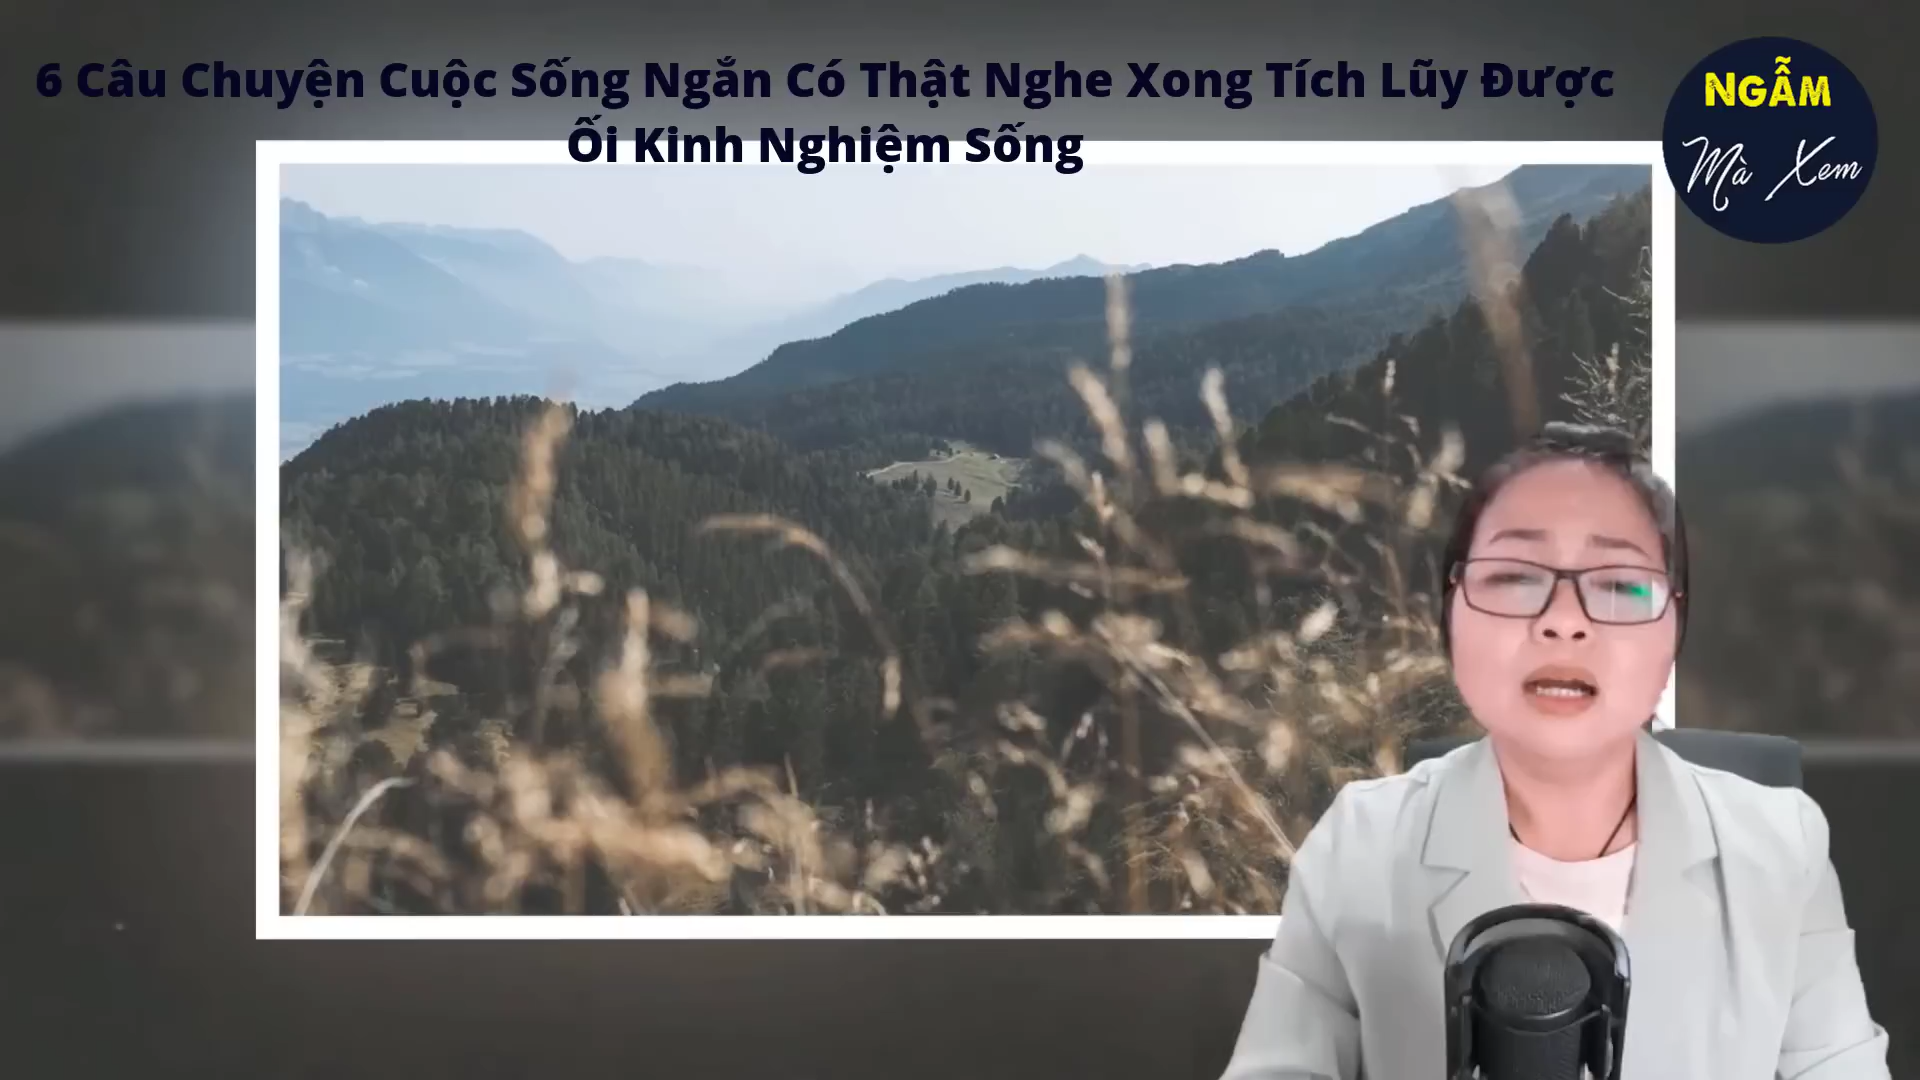 6 Câu Chuyện Cuộc Sống Ngắn Có Thật Nghe Xong Tích Lũy Được
Ối Kinh Nghiệm Sống
NGẪM
Mà Xem